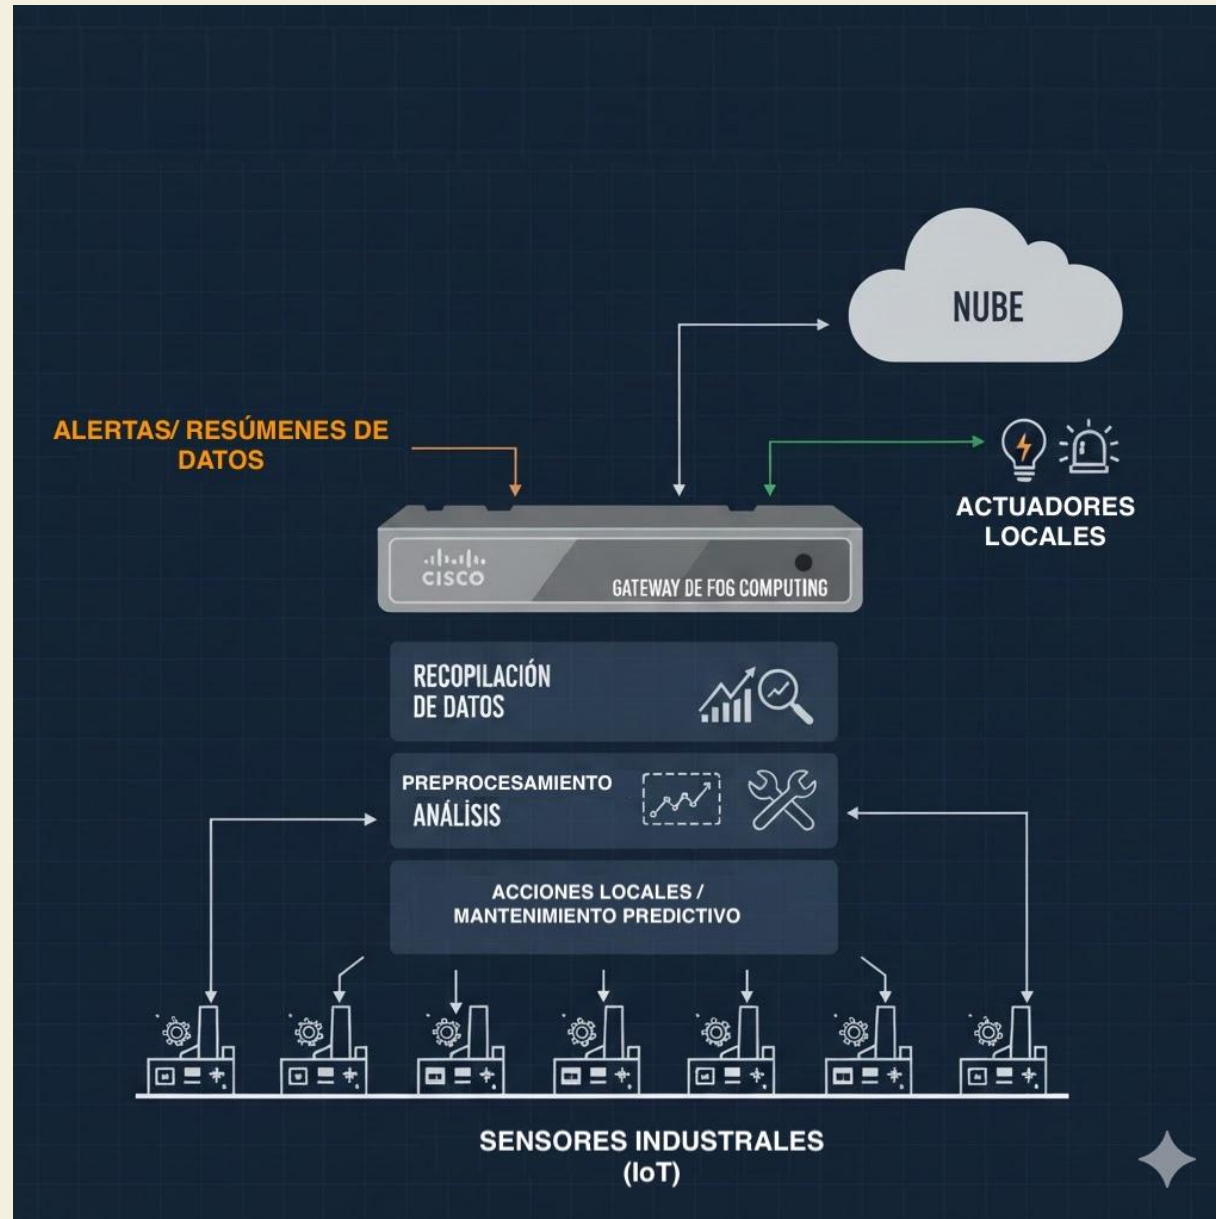 NUBE
ALERTAS/ RESÚMENES DE
DATOS
ACTUADORES
LOCALES
CISCO
GATEWAY DE FOG COMPUTING
RECOPILACIÓN
DE DATOS
PREPROCESAMIENTO
ANÁLÍSIS
ACCIONES LOCALES /
MANTENIMIENTO PREDICTIVO
SENSORES INDUSTRALES
(IoT)